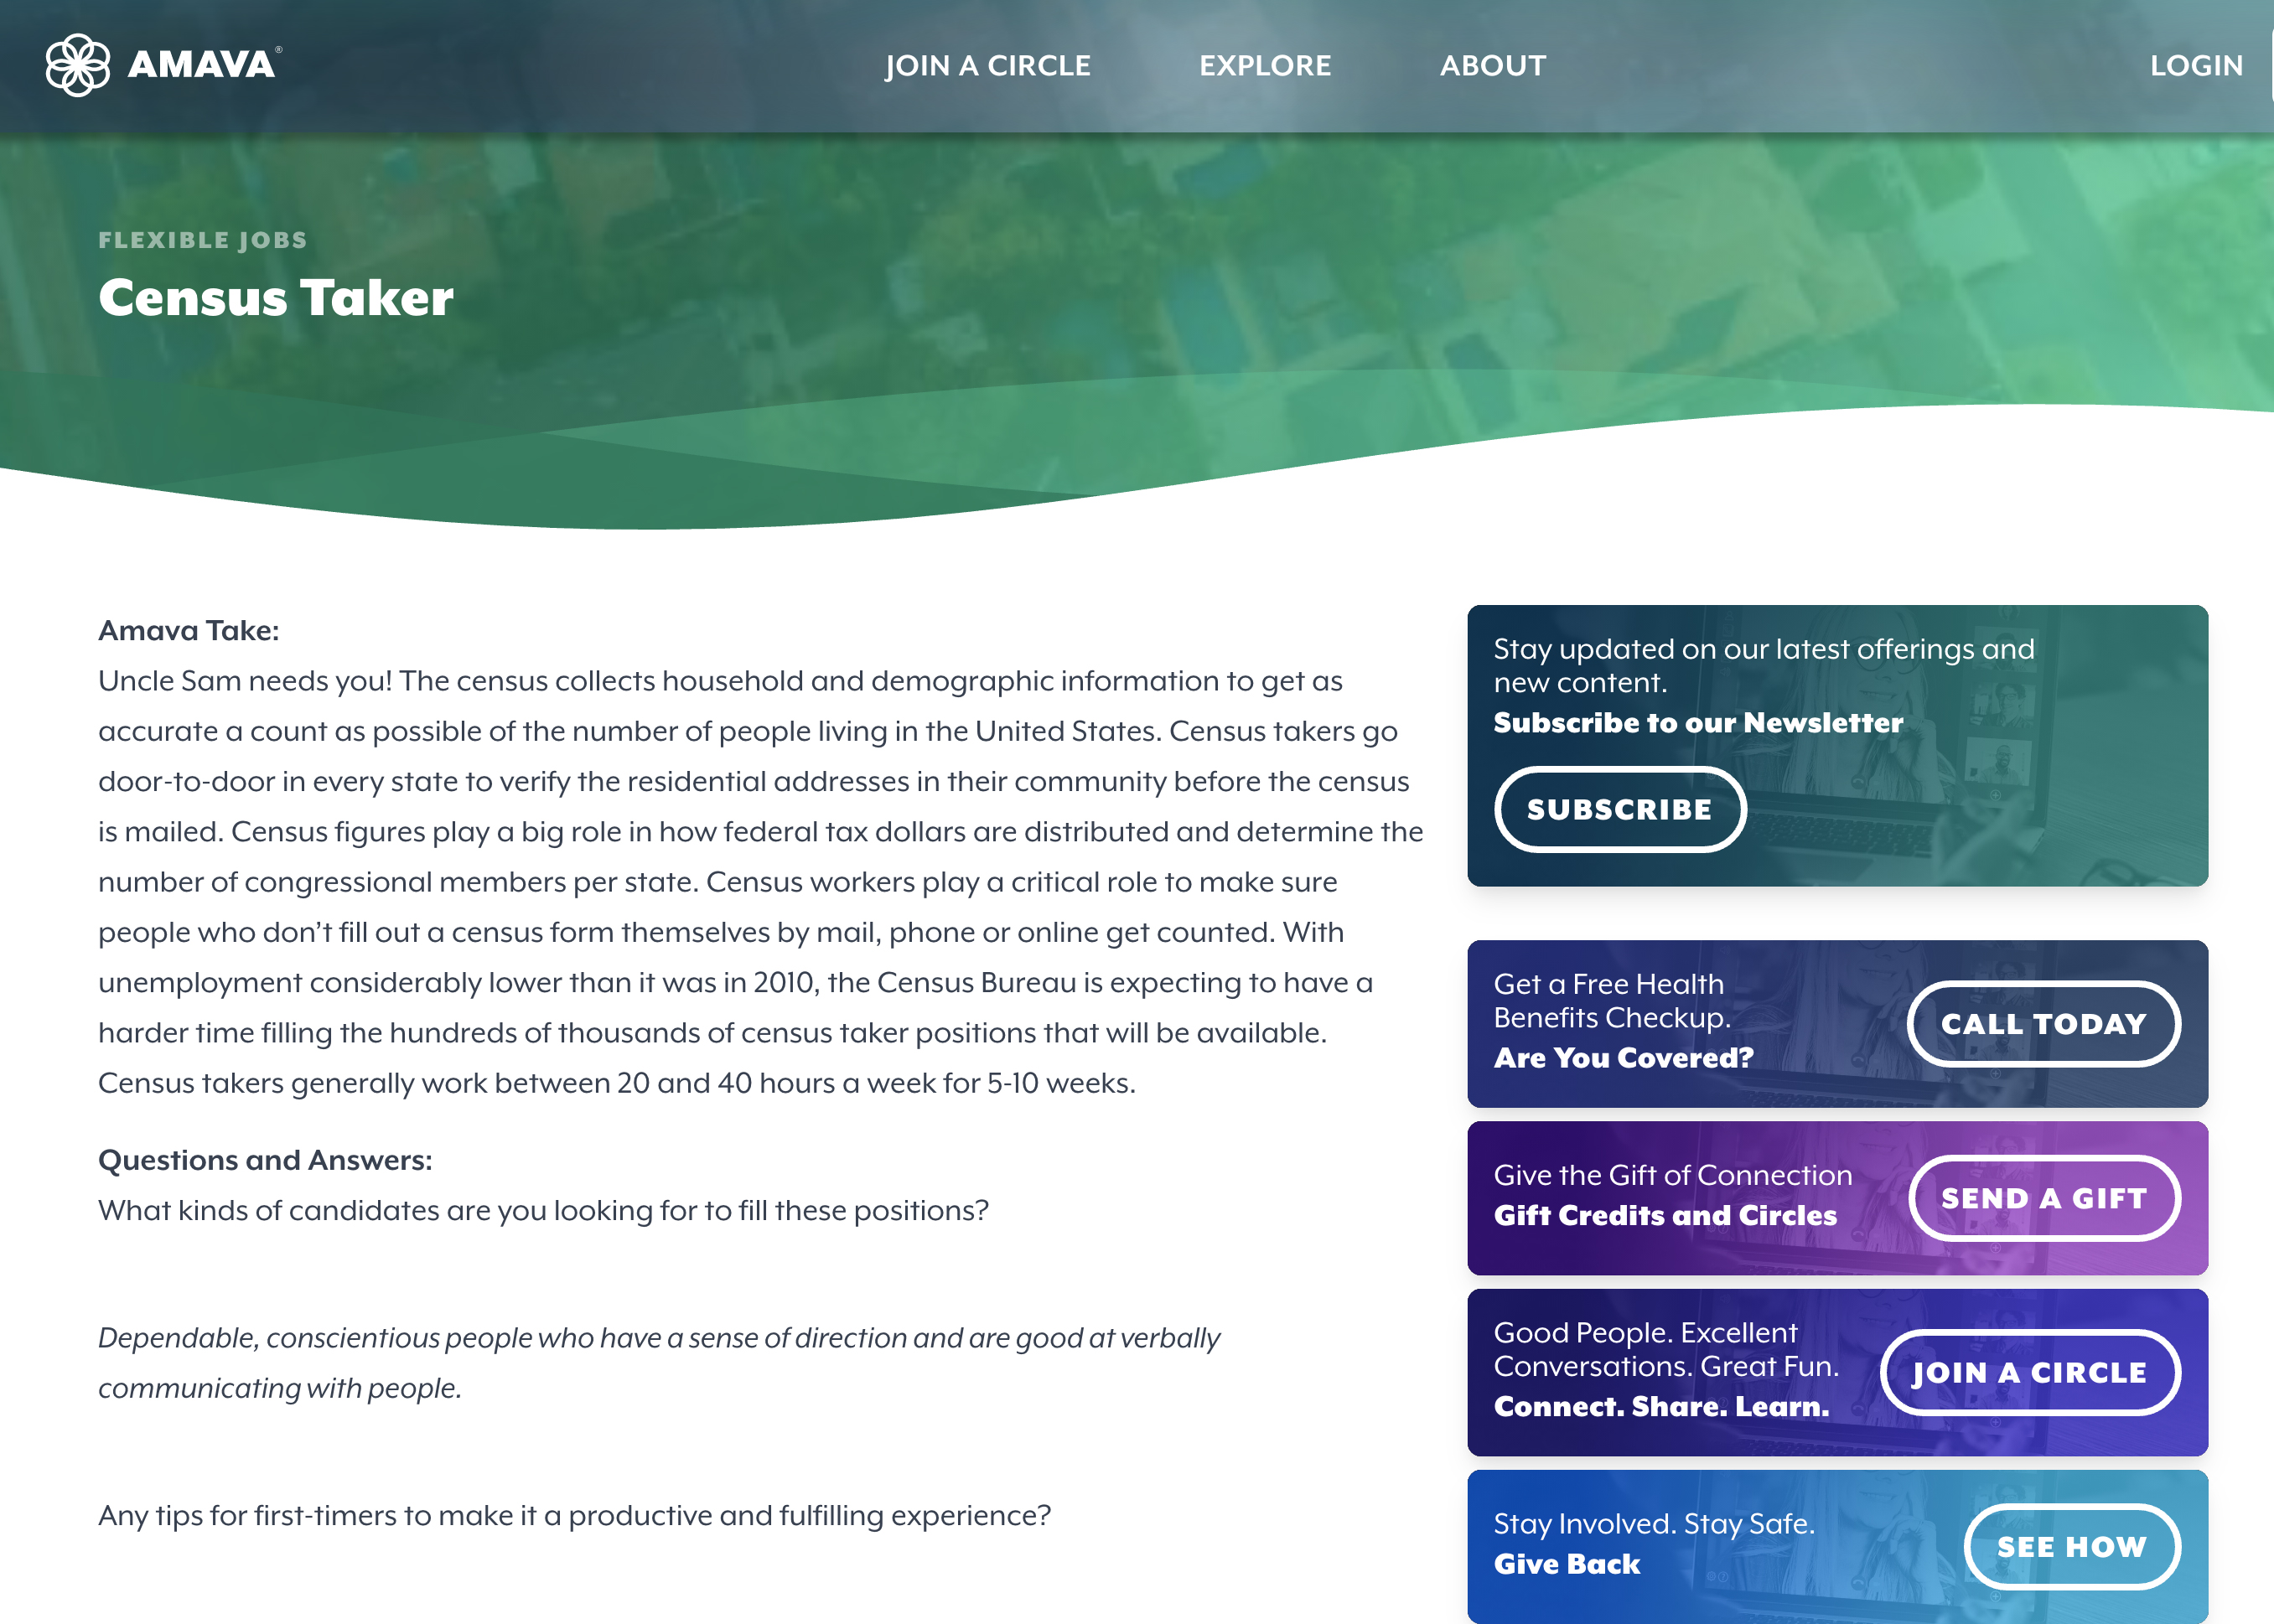 AMAVA®
JOIN A CIRCLE
EXPLORE
ABOUT
LOGIN
FLEXIBLE JOBS
Census Taker
Amava Take:
Uncle Sam needs you! The census collects household and demographic information to get as
accurate a count as possible of the number of people living in the United States. Census takers go
door-to-door in every state to verify the residential addresses in their community before the census
is mailed. Census figures play a big role in how federal tax dollars are distributed and determine the
number of congressional members per state. Census workers play a critical role to make sure
people who don’t fill out a census form themselves by mail, phone or online get counted. With
unemployment considerably lower than it was in 2010, the Census Bureau is expecting to have a
harder time filling the hundreds of thousands of census taker positions that will be available.
Census takers generally work between 20 and 40 hours a week for 5-10 weeks.
Questions and Answers:
What kinds of candidates are you looking for to fill these positions?
Dependable, conscientious people who have a sense of direction and are good at verbally
communicating with people.
Any tips for first-timers to make it a productive and fulfilling experience?
Stay updated on our latest offerings and
new content.
Subscribe to our Newsletter
SUBSCRIBE
Get a Free Health
Benefits Checkup.
Are You Covered?
CALL TODAY
Give the Gift of Connection
Gift Credits and Circles
SEND A GIFT
Good People. Excellent
Conversations. Great Fun.
Connect. Share. Learn.
JOIN A CIRCLE
Stay Involved. Stay Safe.
Give Back
SEE HOW